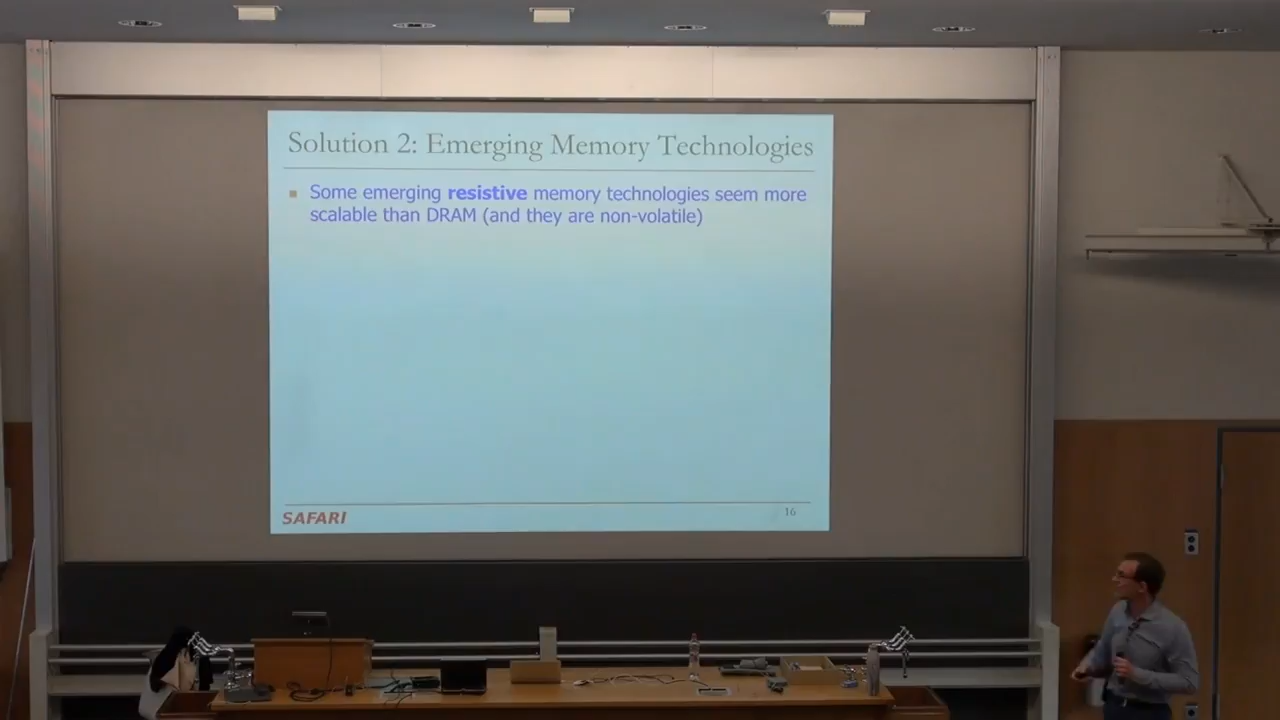 Solution 2: Emerging Memory Technologies
Some emerging resistive memory technologies seem more
scalable than DRAM (and they are non-volatile)
SAFARI
16